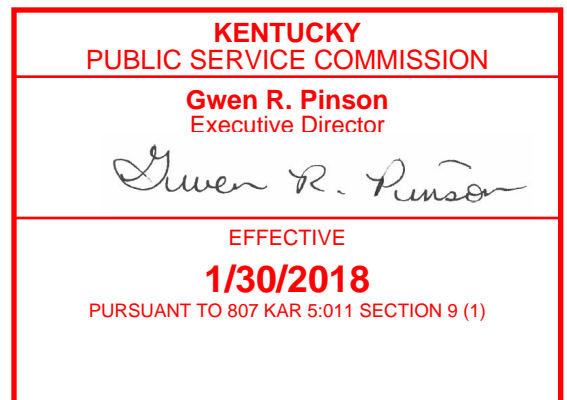 KENTUCKY
PUBLIC SERVICE COMMISSION
Gwen R. Pinson
Executive Director
Gwen R. Pinson
EFFECTIVE
1/30/2018
PURSUANT TO 807 KAR 5:011 SECTION 9 (1)